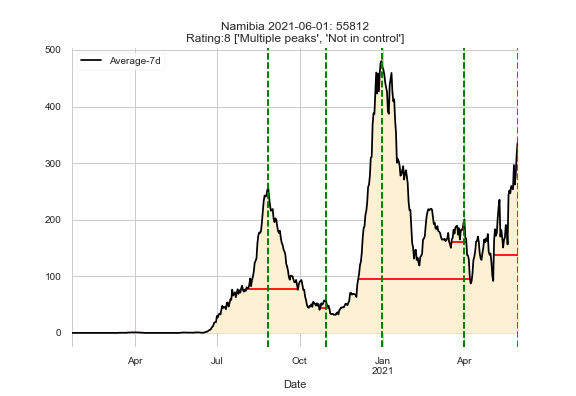 Namibia 2021-06-01: 55812
Rating:8 ['Multiple peaks', 'Not in control']
Average-7d
500
400
300
200
100
0
Apr
Jul
Oct
Jan
2021
Apr
Date